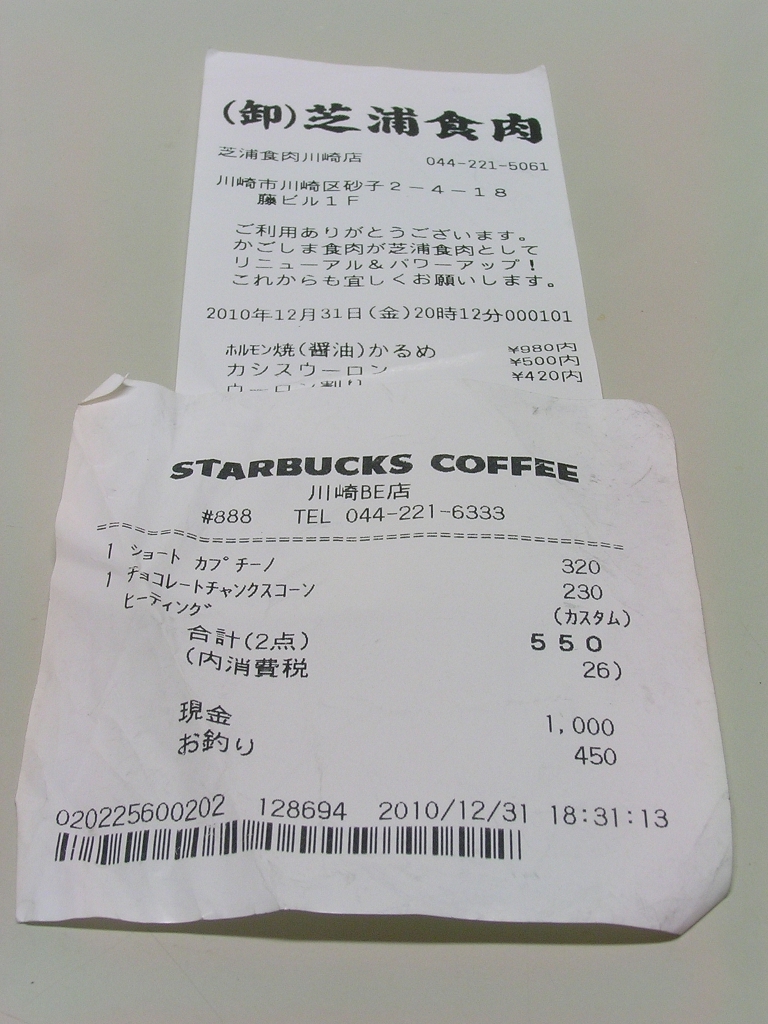 (卸)芝浦食肉
芝浦食肉川崎店 044-221-5061
川崎市川崎区砂子2-4-18
藤ビル1F
ご利用ありがとうございます。
かごしま食肉が芝浦食肉として
リニューアル&パワーアップ!
これからも宜しくお願いします。
2010年12月31日(金)20時12分000101
ホルモン焼(醤油)かるめ ¥980内
カシスウーロン ¥500内
ウーロン割り ¥420内
STARBUCKS COFFEE
川崎BE店
#888 TEL 044-221-6333
1 ショート カプチーノ 320
1 チョコレートチャンクスコーン 230
ヒーティング (カスタム)
合計(2点) 550
(内消費税 26)
現金 1,000
お釣り 450
020225600202 128694 2010/12/31 18:31:13